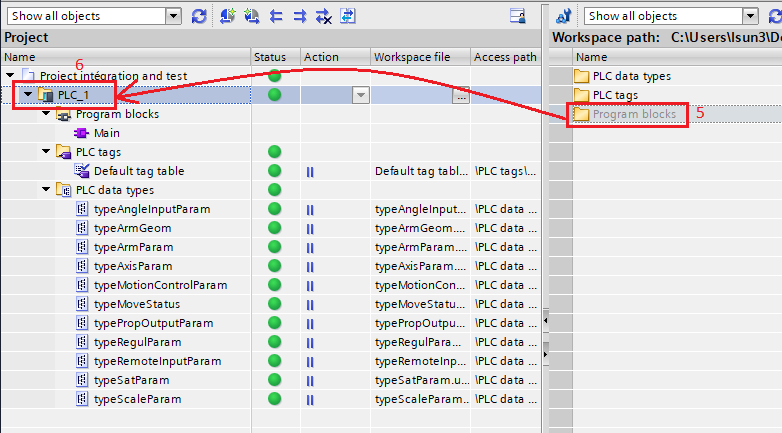 Show all objects
Show all objects
Project
Workspace path: C:\Users\lsun3\Do
Name Status Action Workspace file Access path
Name
6
Project intégration and test
PLC data types
PLC_1 ...
PLC tags
Program blocks
Program blocks 5
Main
PLC tags
Default tag table Default tag tabl... \PLC tags\...
PLC data types
typeAngleInputParam typeAngleInput... \PLC data ...
typeArmGeom typeArmGeom.... \PLC data ...
typeArmParam typeArmParam.... \PLC data ...
typeAxisParam typeAxisParam.... \PLC data ...
typeMotionControlParam typeMotionCont... \PLC data ...
typeMoveStatus typeMoveStatu... \PLC data ...
typePropOutputParam typePropOutpu... \PLC data ...
typeRegulParam typeRegulPara... \PLC data ...
typeRemoteInputParam typeRemoteInp... \PLC data ...
typeSatParam typeSatParam.u... \PLC data ...
typeScaleParam typeScaleParam... \PLC data ...